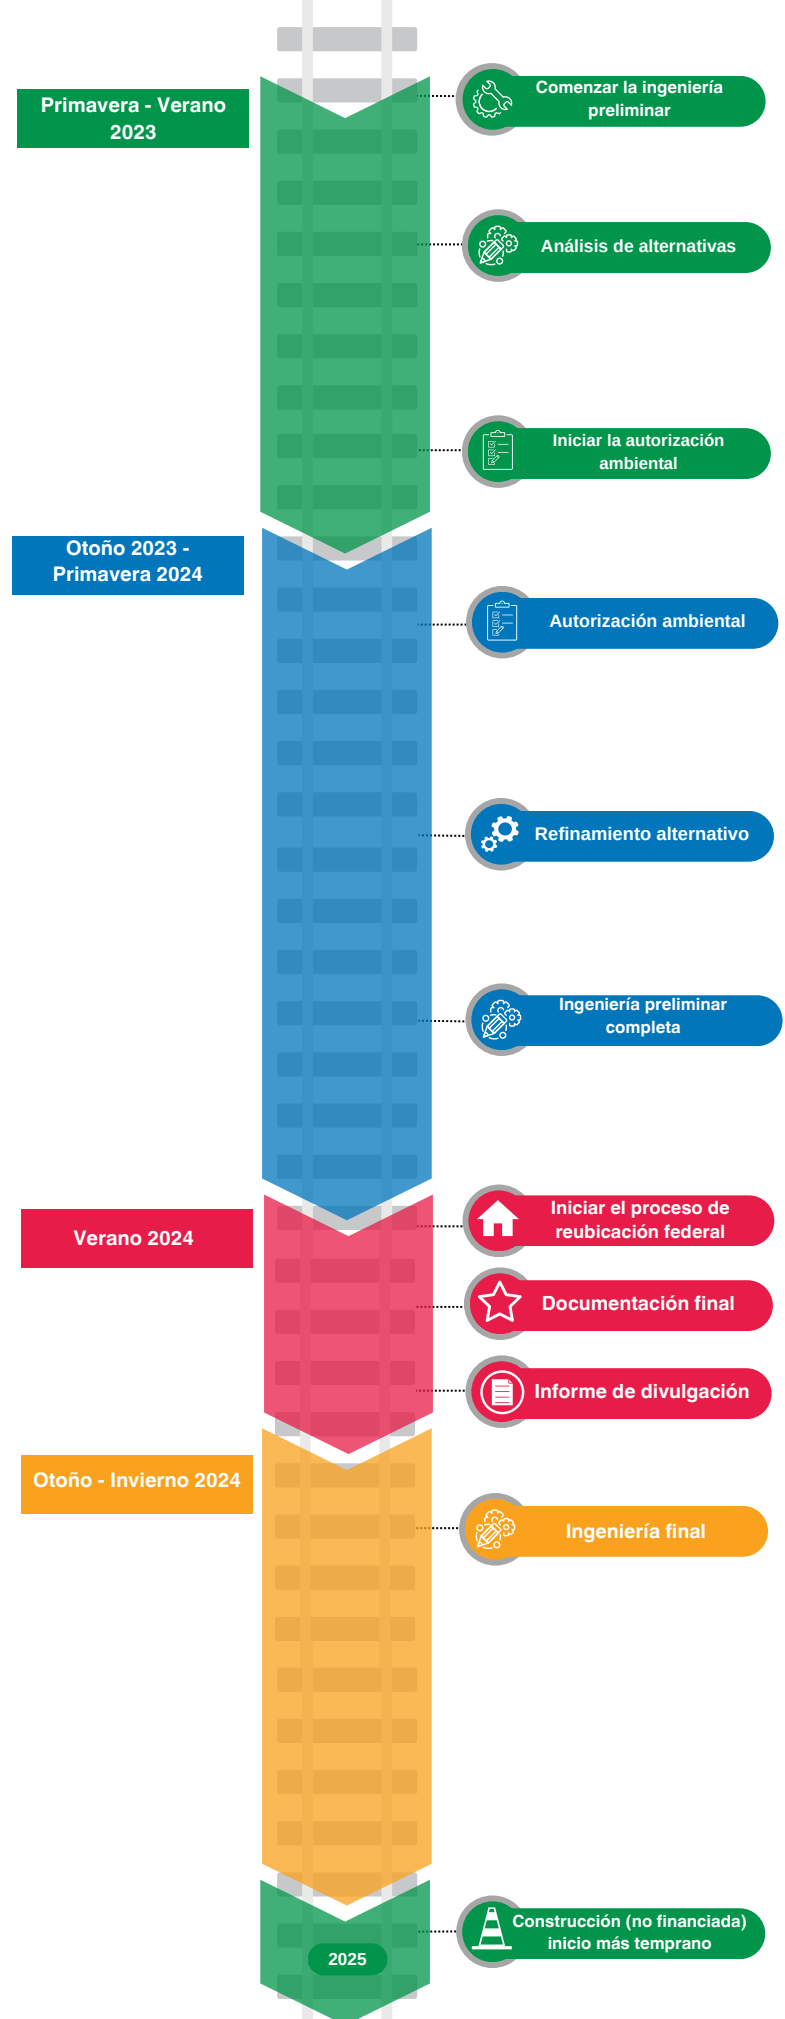 Primavera - Verano
2023
Comenzar la ingeniería
preliminar
Análisis de alternativas
Iniciar la autorización
ambiental
Otoño 2023 -
Primavera 2024
Autorización ambiental
Refinamiento alternativo
Ingeniería preliminar
completa
Verano 2024
Iniciar el proceso de
reubicación federal
Documentación final
Informe de divulgación
Otoño - Invierno 2024
Ingeniería final
2025
Construcción (no financiada)
inicio más temprano